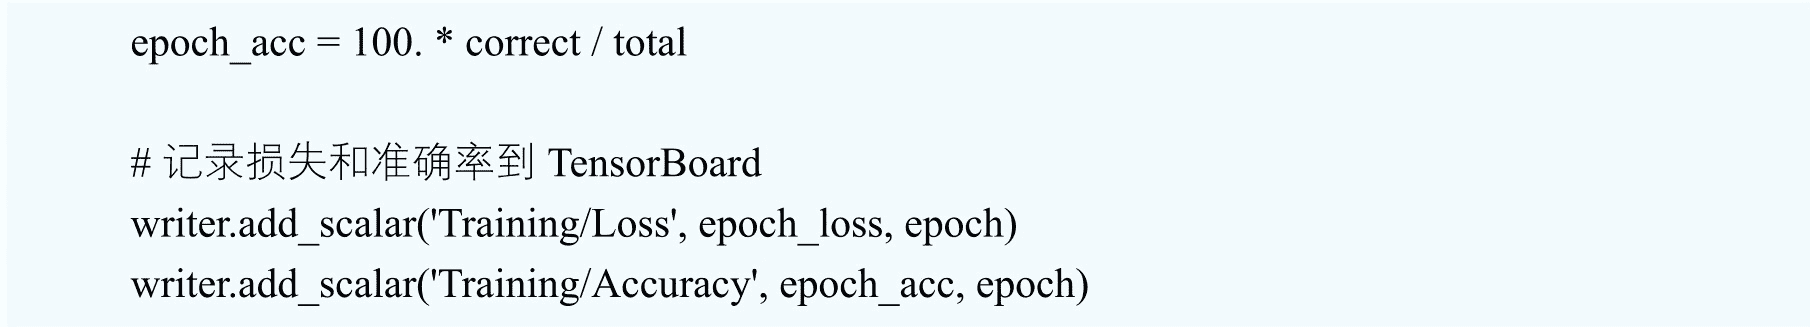 epoch_acc = 100. * correct / total
# 记录损失和准确率到 TensorBoard
writer.add_scalar('Training/Loss', epoch_loss, epoch)
writer.add_scalar('Training/Accuracy', epoch_acc, epoch)